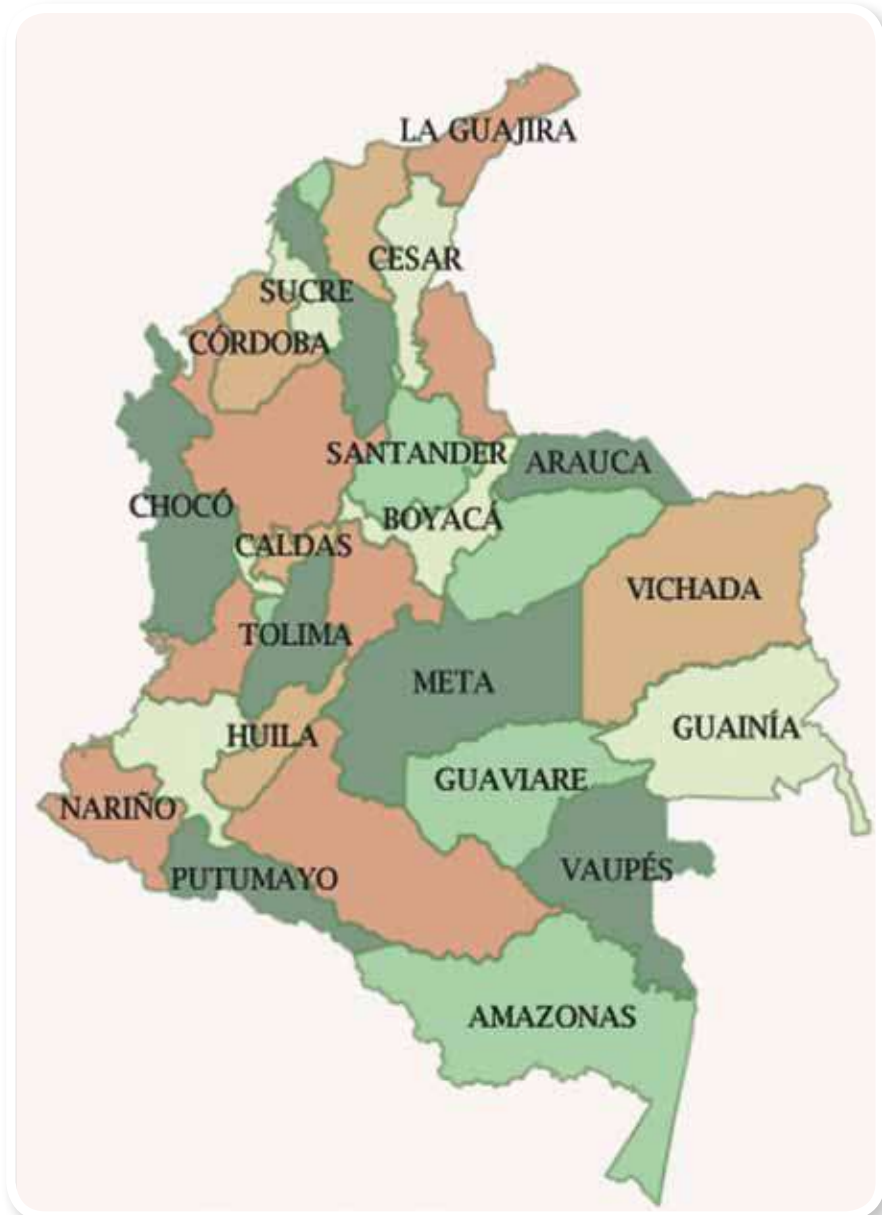 LA GUAJIRA
CESAR
SUCRE
CÓRDOBA
SANTANDER
ARAUCA
CHOCÓ
BOYACÁ
CALDAS
VICHADA
TOLIMA
META
HUILA
GUAINÍA
GUAVIARE
NARIÑO
VAUPÉS
PUTUMAYO
AMAZONAS